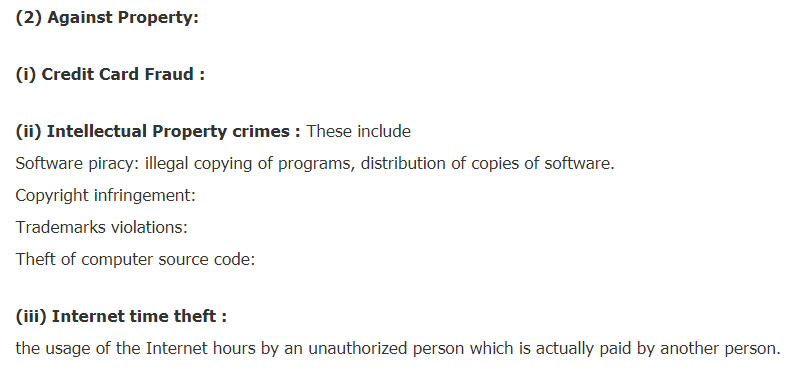 (2) Against Property:
(i) Credit Card Fraud :
(ii) Intellectual Property crimes : These include
Software piracy: illegal copying of programs, distribution of copies of software.
Copyright infringement:
Trademarks violations:
Theft of computer source code:
(iii) Internet time theft :
the usage of the Internet hours by an unauthorized person which is actually paid by another person.